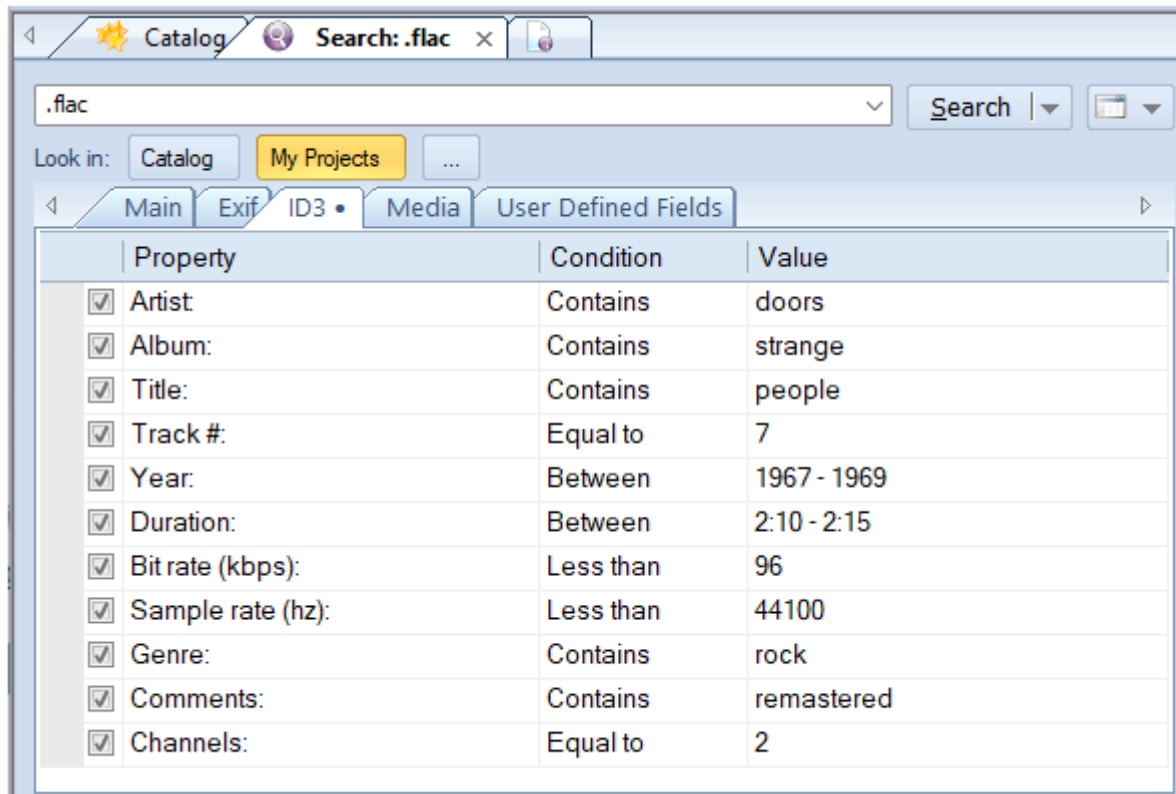 Catalog Search: .flac
.flac Search
Look in: Catalog My Projects ...
Main Exif ID3 • Media User Defined Fields
Property Condition Value
Artist: Contains doors
Album: Contains strange
Title: Contains people
Track #: Equal to 7
Year: Between 1967 - 1969
Duration: Between 2:10 - 2:15
Bit rate (kbps): Less than 96
Sample rate (hz): Less than 44100
Genre: Contains rock
Comments: Contains remastered
Channels: Equal to 2